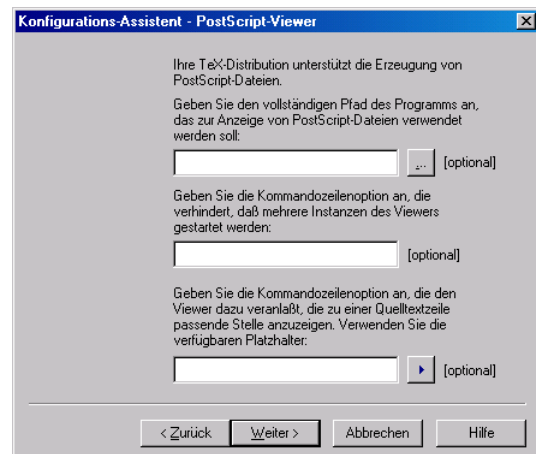 Konfigurations-Assistent - PostScript-Viewer
Ihre TeX-Distribution unterstützt die Erzeugung von
PostScript-Dateien.
Geben Sie den vollständigen Pfad des Programms an,
das zur Anzeige von PostScript-Dateien verwendet
werden soll:
... [optional]
Geben Sie die Kommandozeilenoption an, die
verhindert, daß mehrere Instanzen des Viewers
gestartet werden:
[optional]
Geben Sie die Kommandozeilenoption an, die den
Viewer dazu veranlaßt, die zu einer Quelltextzeile
passende Stelle anzuzeigen. Verwenden Sie die
verfügbaren Platzhalter:
[optional]
< Zurück Weiter > Abbrechen Hilfe